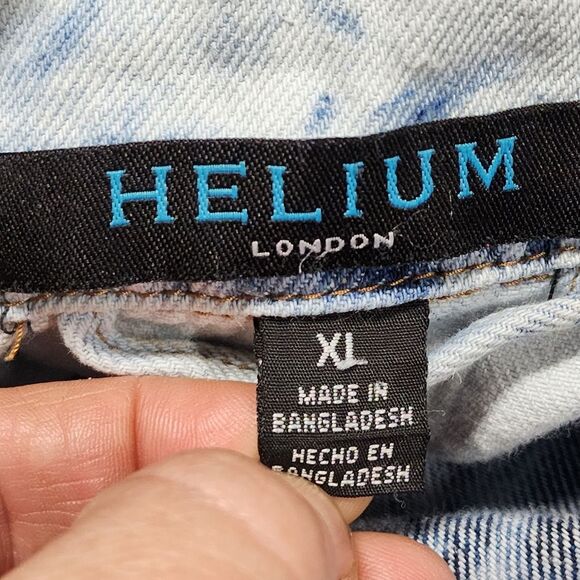 HELIUM
LONDON
XL
MADE IN
BANGLADESH
HECHO EN
BANGLADESH